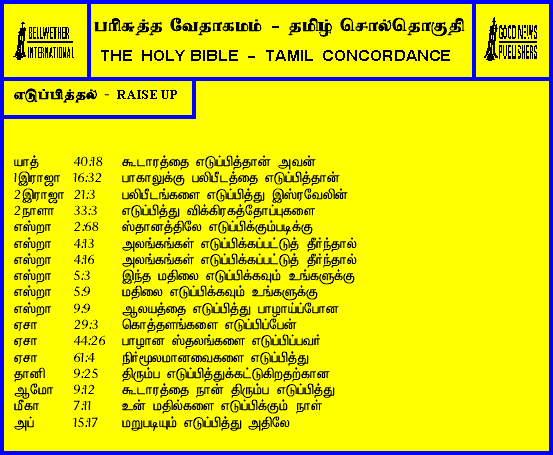 BELLWETHER
INTERNATIONAL
பரிசுத்த வேதாகமம் - தமிழ் சொல்தொகுதி
THE HOLY BIBLE - TAMIL CONCORDANCE
GOOD NEWS
PUBLISHERS
எடுப்பித்தல் - RAISE UP
யாத் 40:18 கூடாரத்தை எடுப்பித்தான் அவன்
1இராஜா 16:32 பாகாலுக்கு பலிபீடத்தை எடுப்பித்தான்
2இராஜா 21:3 பலிபீடங்களை எடுப்பித்து இஸ்ரவேலின்
2நாளா 33:3 எடுப்பித்து விக்கிரகத்தோப்புகளை
எஸ்றா 2:68 ஸ்தானத்திலே எடுப்பிக்கும்படிக்கு
எஸ்றா 4:13 அலங்கங்கள் எடுப்பிக்கப்பட்டுத் தீர்ந்தால்
எஸ்றா 4:16 அலங்கங்கள் எடுப்பிக்கப்பட்டுத் தீர்ந்தால்
எஸ்றா 5:3 இந்த மதிலை எடுப்பிக்கவும் உங்களுக்கு
எஸ்றா 5:9 மதிலை எடுப்பிக்கவும் உங்களுக்கு
எஸ்றா 9:9 ஆலயத்தை எடுப்பித்து பாழாய்ப்போன
ஏசா 29:3 கொத்தளங்களை எடுப்பிப்பேன்
ஏசா 44:26 பாழான ஸ்தலங்களை எடுப்பிப்பவர்
ஏசா 61:4 நிர்மூலமானவைகளை எடுப்பித்து
தானி 9:25 திரும்ப எடுப்பித்துக்கட்டுகிறதற்கான
ஆமோ 9:12 கூடாரத்தை நான் திரும்ப எடுப்பித்து
மீகா 7:11 உன் மதில்களை எடுப்பிக்கும் நாள்
அப் 15:17 மறுபடியும் எடுப்பித்து அதிலே